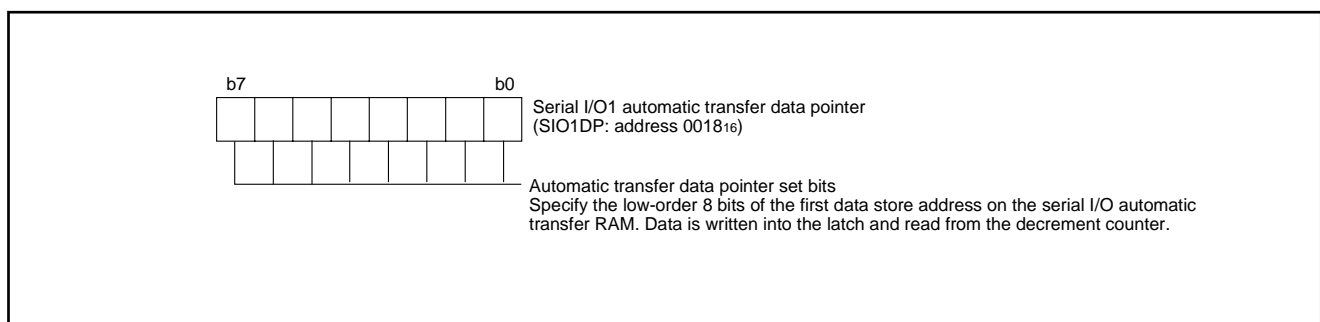 b7 b0
Serial I/O1 automatic transfer data pointer
(SIO1DP: address 0018₁₆)
Automatic transfer data pointer set bits
Specify the low-order 8 bits of the first data store address on the serial I/O automatic
transfer RAM. Data is written into the latch and read from the decrement counter.